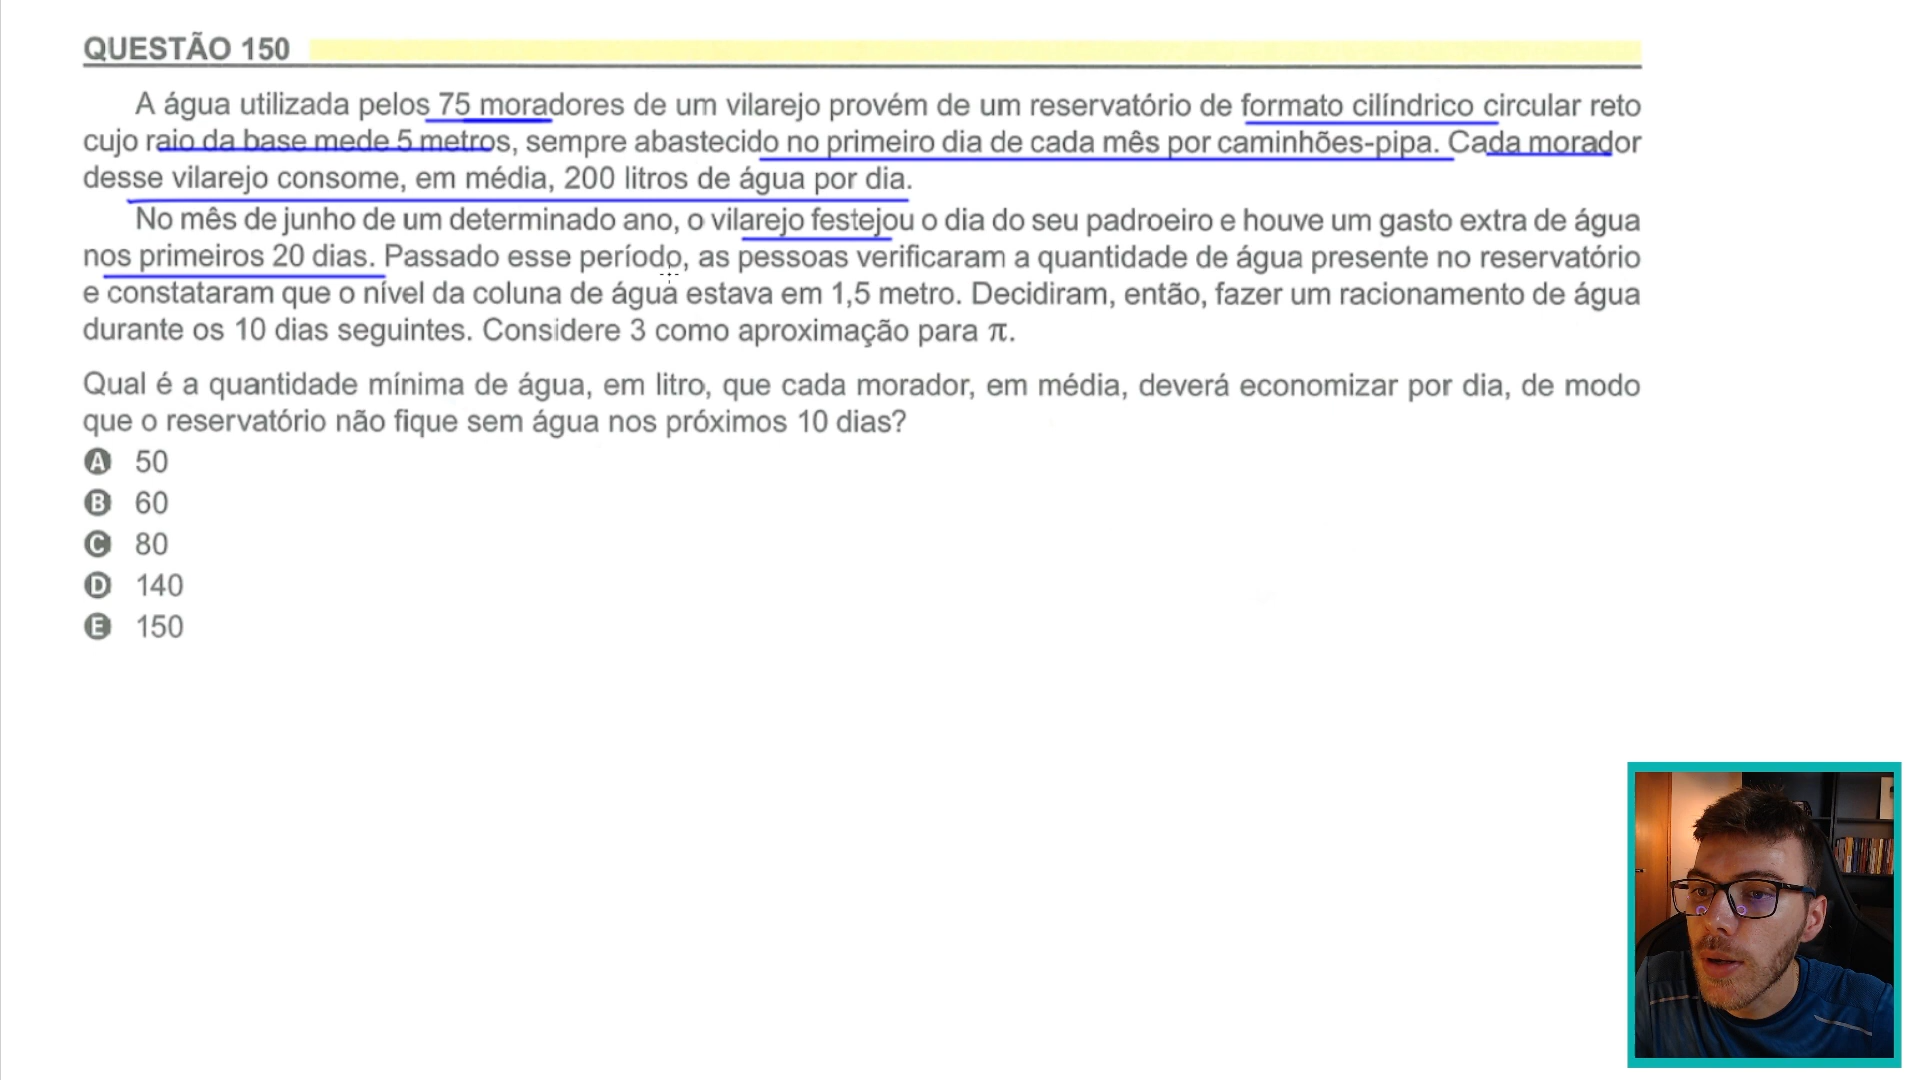 QUESTÃO 150
A água utilizada pelos 75 moradores de um vilarejo provém de um reservatório de formato cilíndrico circular reto
cujo raio da base mede 5 metros, sempre abastecido no primeiro dia de cada mês por caminhões-pipa. Cada morador
desse vilarejo consome, em média, 200 litros de água por dia.
No mês de junho de um determinado ano, o vilarejo festejou o dia do seu padroeiro e houve um gasto extra de água
nos primeiros 20 dias. Passado esse período, as pessoas verificaram a quantidade de água presente no reservatório
e constataram que o nível da coluna de água estava em 1,5 metro. Decidiram, então, fazer um racionamento de água
durante os 10 dias seguintes. Considere 3 como aproximação para π.
Qual é a quantidade mínima de água, em litro, que cada morador, em média, deverá economizar por dia, de modo
que o reservatório não fique sem água nos próximos 10 dias?
A 50
B 60
C 80
D 140
E 150